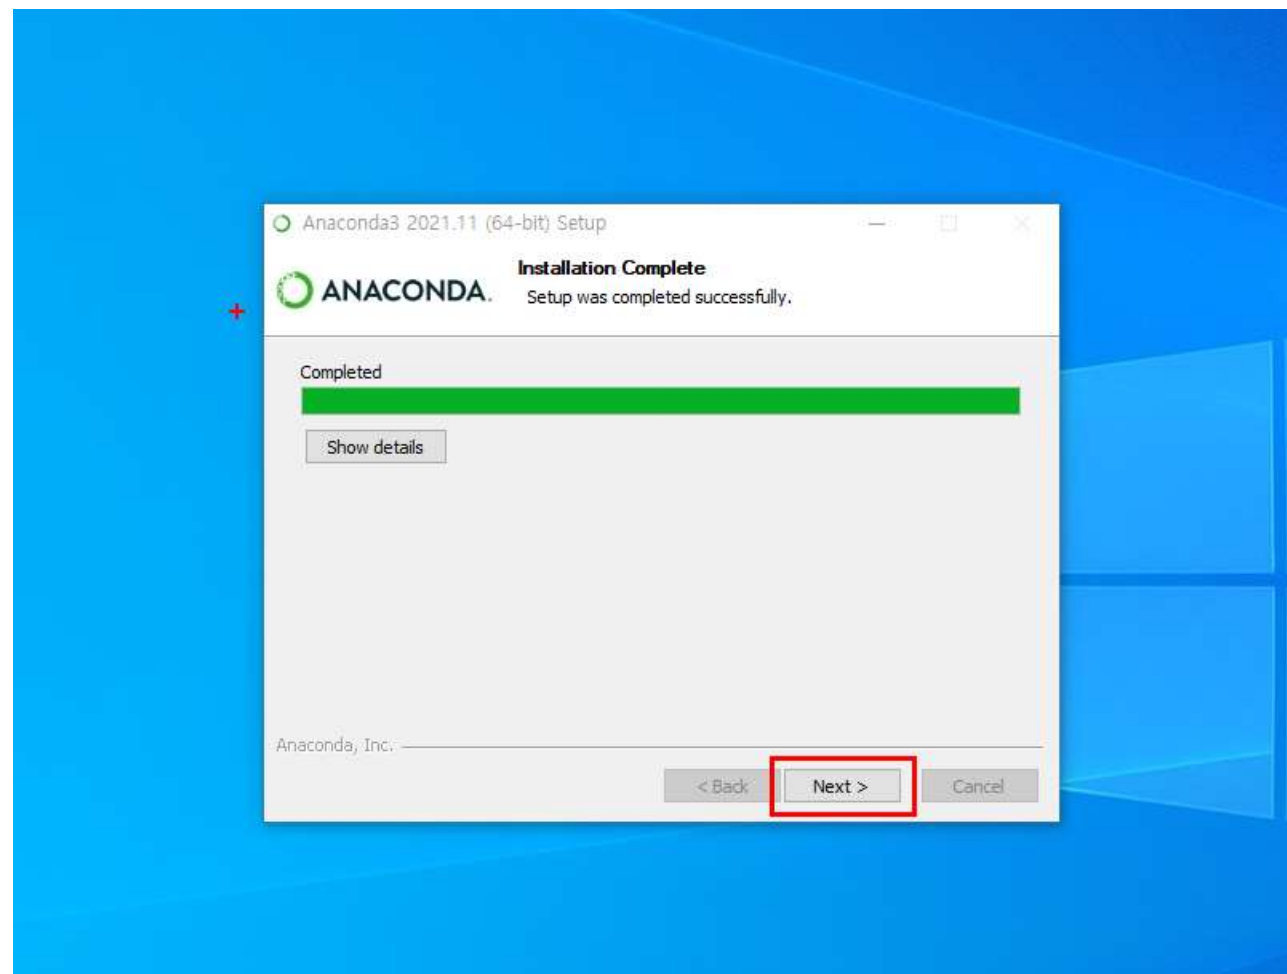 Anaconda3 2021.11 (64-bit) Setup
Installation Complete
ANACONDA.
Setup was completed successfully.
Completed
Show details
Anaconda, Inc.
< Back
Next >
Cancel